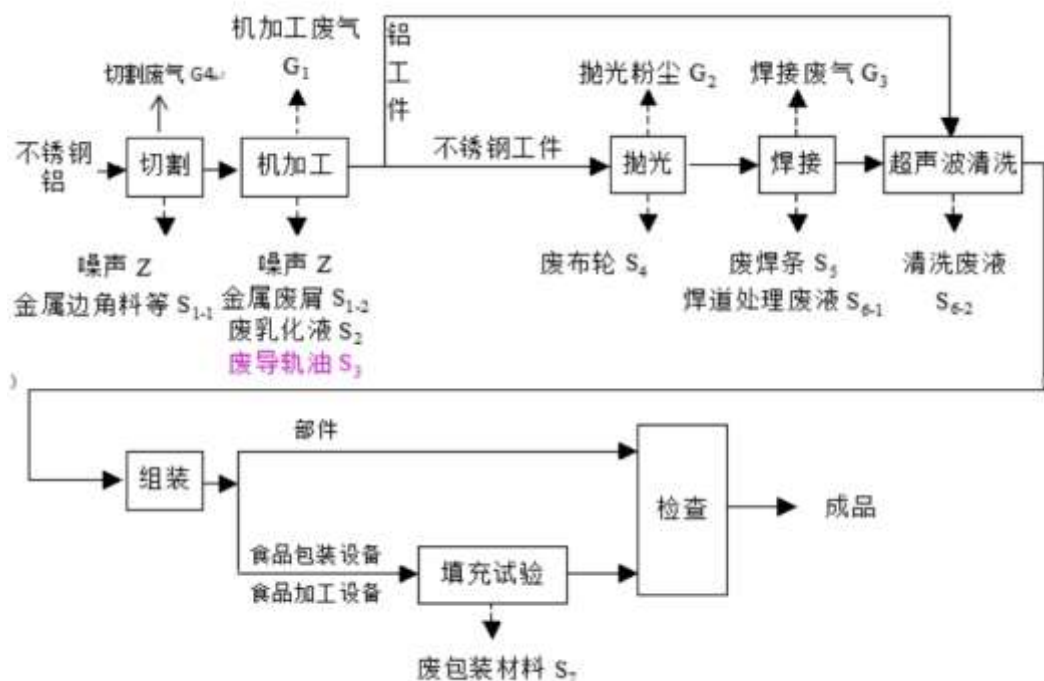 机加工废气
G₁
铝工件
切割废气 G4
抛光粉尘 G₂
焊接废气 G₃
不锈钢
铝
切割
机加工
不锈钢工件
抛光
焊接
超声波清洗
噪声 Z
金属边角料等 S₁₋₁
噪声 Z
金属废屑 S₁₋₂
废乳化液 S₂
废导轨油 S₃
废布轮 S₄
废焊条 S₅
焊道处理废液 S₆₋₁
清洗废液
S₆₋₂
部件
组装
检查
成品
食品包装设备
食品加工设备
填充试验
废包装材料 S₇